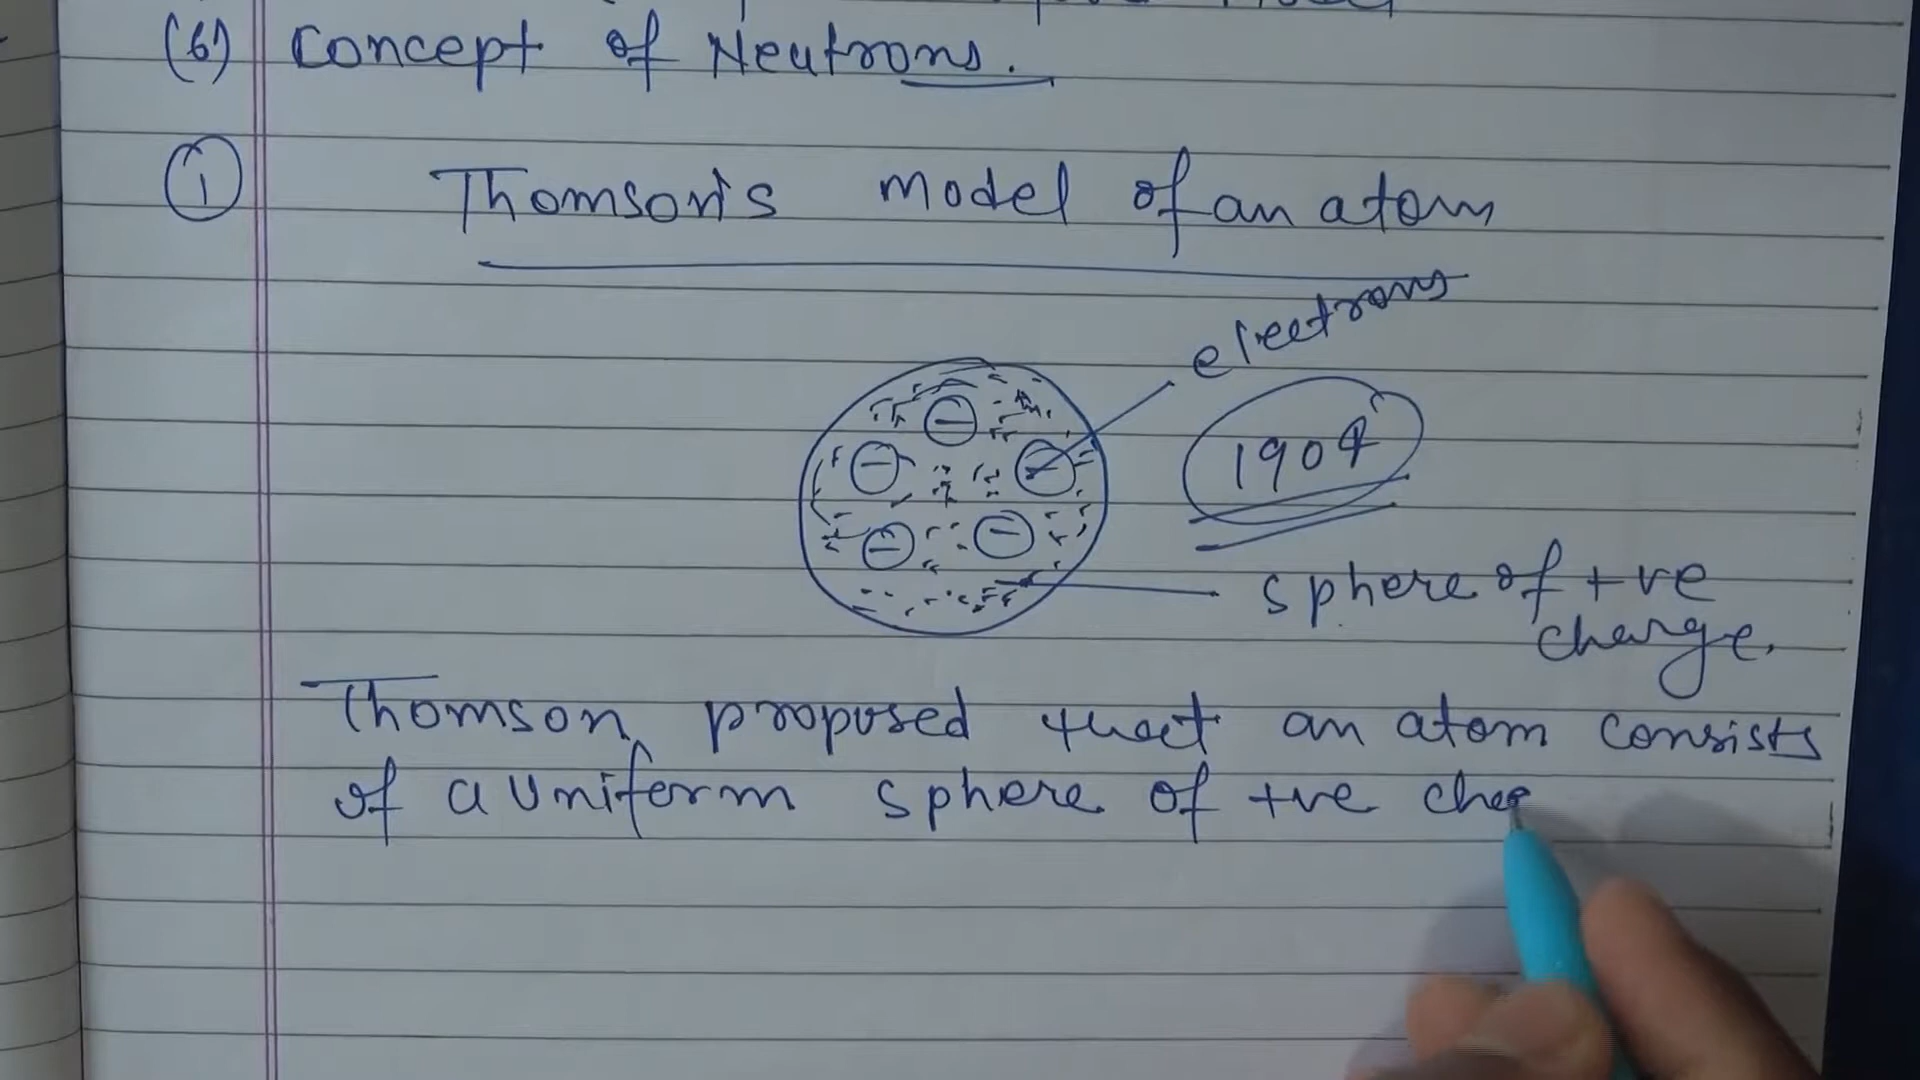 (6) Concept of Neutrons.
① Thomson's model of an atom
electrons
1904
sphere of +ve
charge.
Thomson proposed that an atom consists
of a uniform sphere of +ve